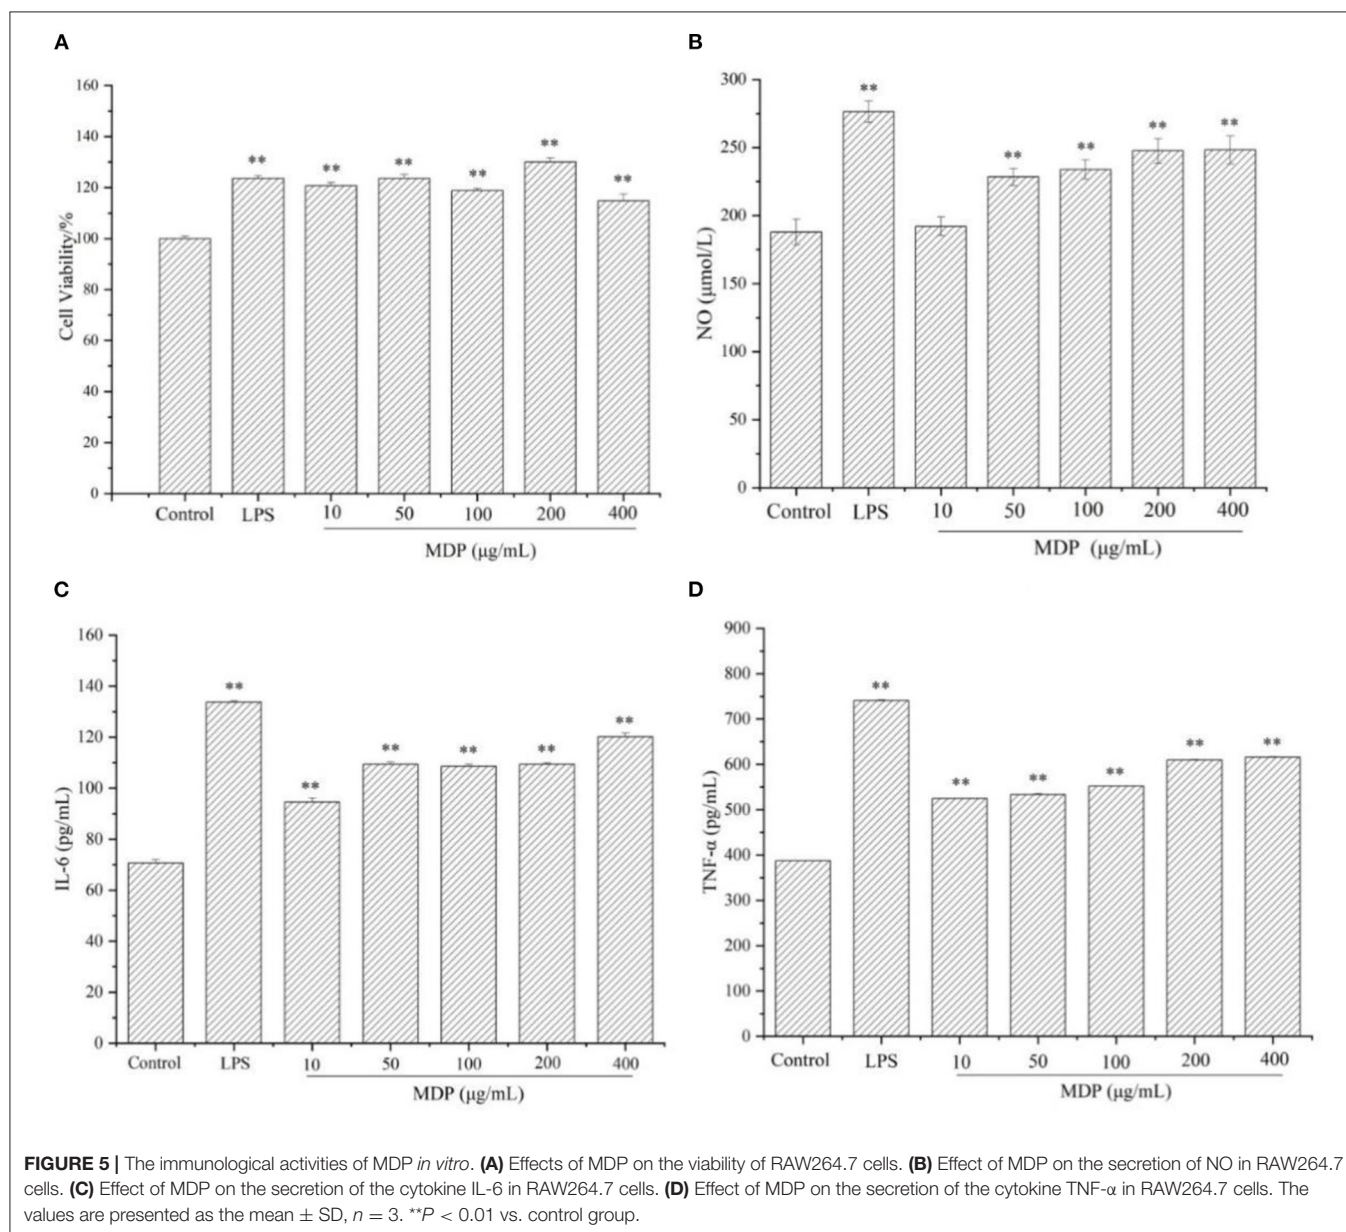 A
160
140
120
100
80
60
40
20
0
Cell Viability/%
** ** ** ** ** **
Control LPS 10 50 100 200 400
MDP (μg/mL)
B
300
250
200
150
100
50
0
NO (μmol/L)
** ** ** ** **
Control LPS 10 50 100 200 400
MDP (μg/mL)
C
160
140
120
100
80
60
40
20
0
IL-6 (pg/mL)
** ** ** ** ** **
Control LPS 10 50 100 200 400
MDP (μg/mL)
D
900
800
700
600
500
400
300
200
100
0
TNF-α (pg/mL)
** ** ** ** ** **
Control LPS 10 50 100 200 400
MDP (μg/mL)
FIGURE 5 | The immunological activities of MDP in vitro. (A) Effects of MDP on the viability of RAW264.7 cells. (B) Effect of MDP on the secretion of NO in RAW264.7
cells. (C) Effect of MDP on the secretion of the cytokine IL-6 in RAW264.7 cells. (D) Effect of MDP on the secretion of the cytokine TNF-α in RAW264.7 cells. The
values are presented as the mean ± SD, n = 3. **P < 0.01 vs. control group.